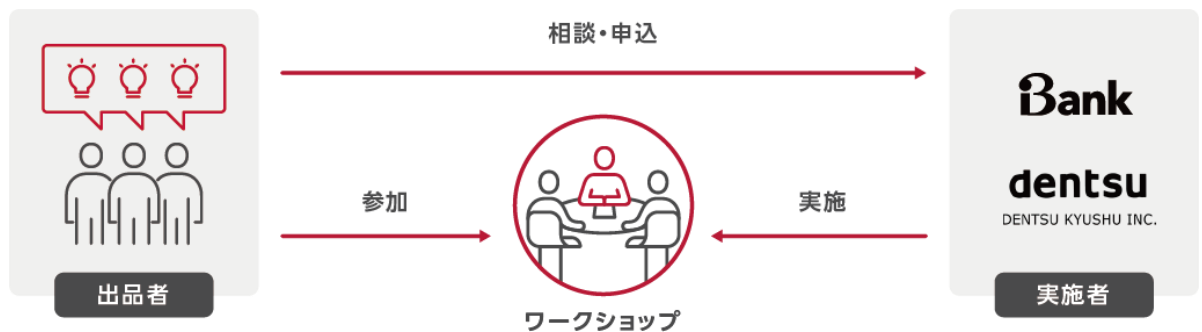 相談・申込
iBank
dentsu
DENTSU KYUSHU INC.
参加
実施
出品者
実施者
ワークショップ